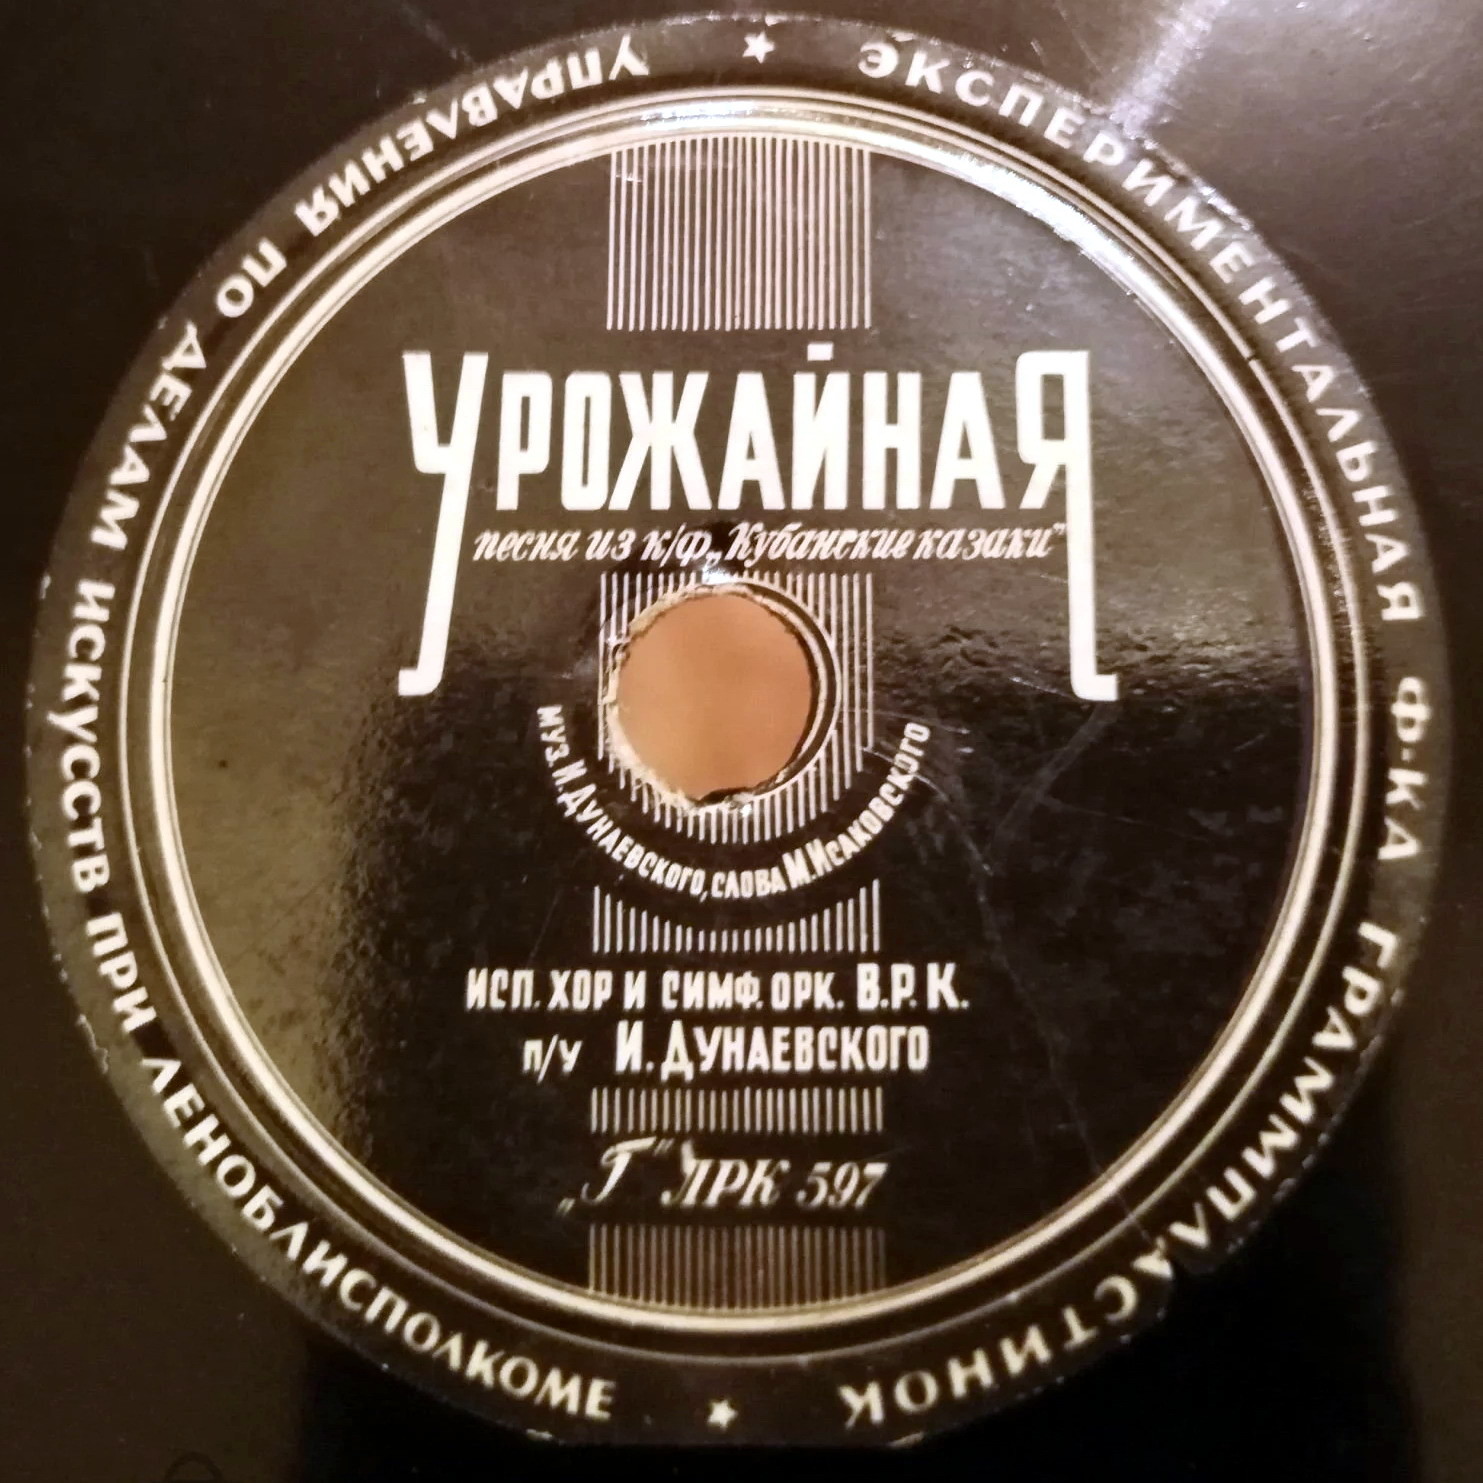 ЭКСПЕРИМЕНТАЛЬНАЯ Ф-КА ГРАМПЛАСТИНОК
УПРАВЛЕНИЯ ПО ДЕЛАМ ИСКУССТВ ПРИ ЛЕНОБЛИСПОЛКОМЕ
УРОЖАЙНАЯ
песня из к/ф „Кубанские казаки"
МУЗ. И. ДУНАЕВСКОГО, СЛОВА М. ИСАКОВСКОГО
ИСП. ХОР И СИМФ. ОРК. В.Р.К.
П/У И. ДУНАЕВСКОГО
„Г" ЛРК 597